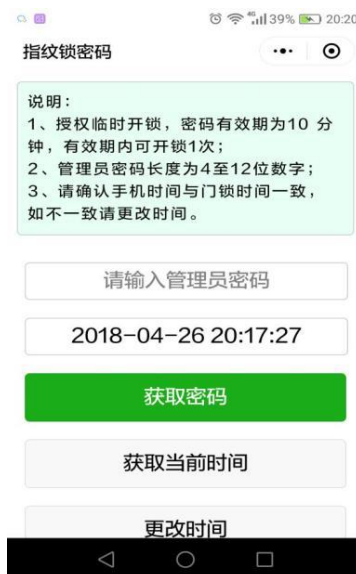 46 39% 20:20
指纹锁密码
说明：
1、授权临时开锁，密码有效期为10 分
钟，有效期内可开锁1次；
2、管理员密码长度为4至12位数字；
3、请确认手机时间与门锁时间一致，
如不一致请更改时间。
请输入管理员密码
2018-04-26 20:17:27
获取密码
获取当前时间
更改时间